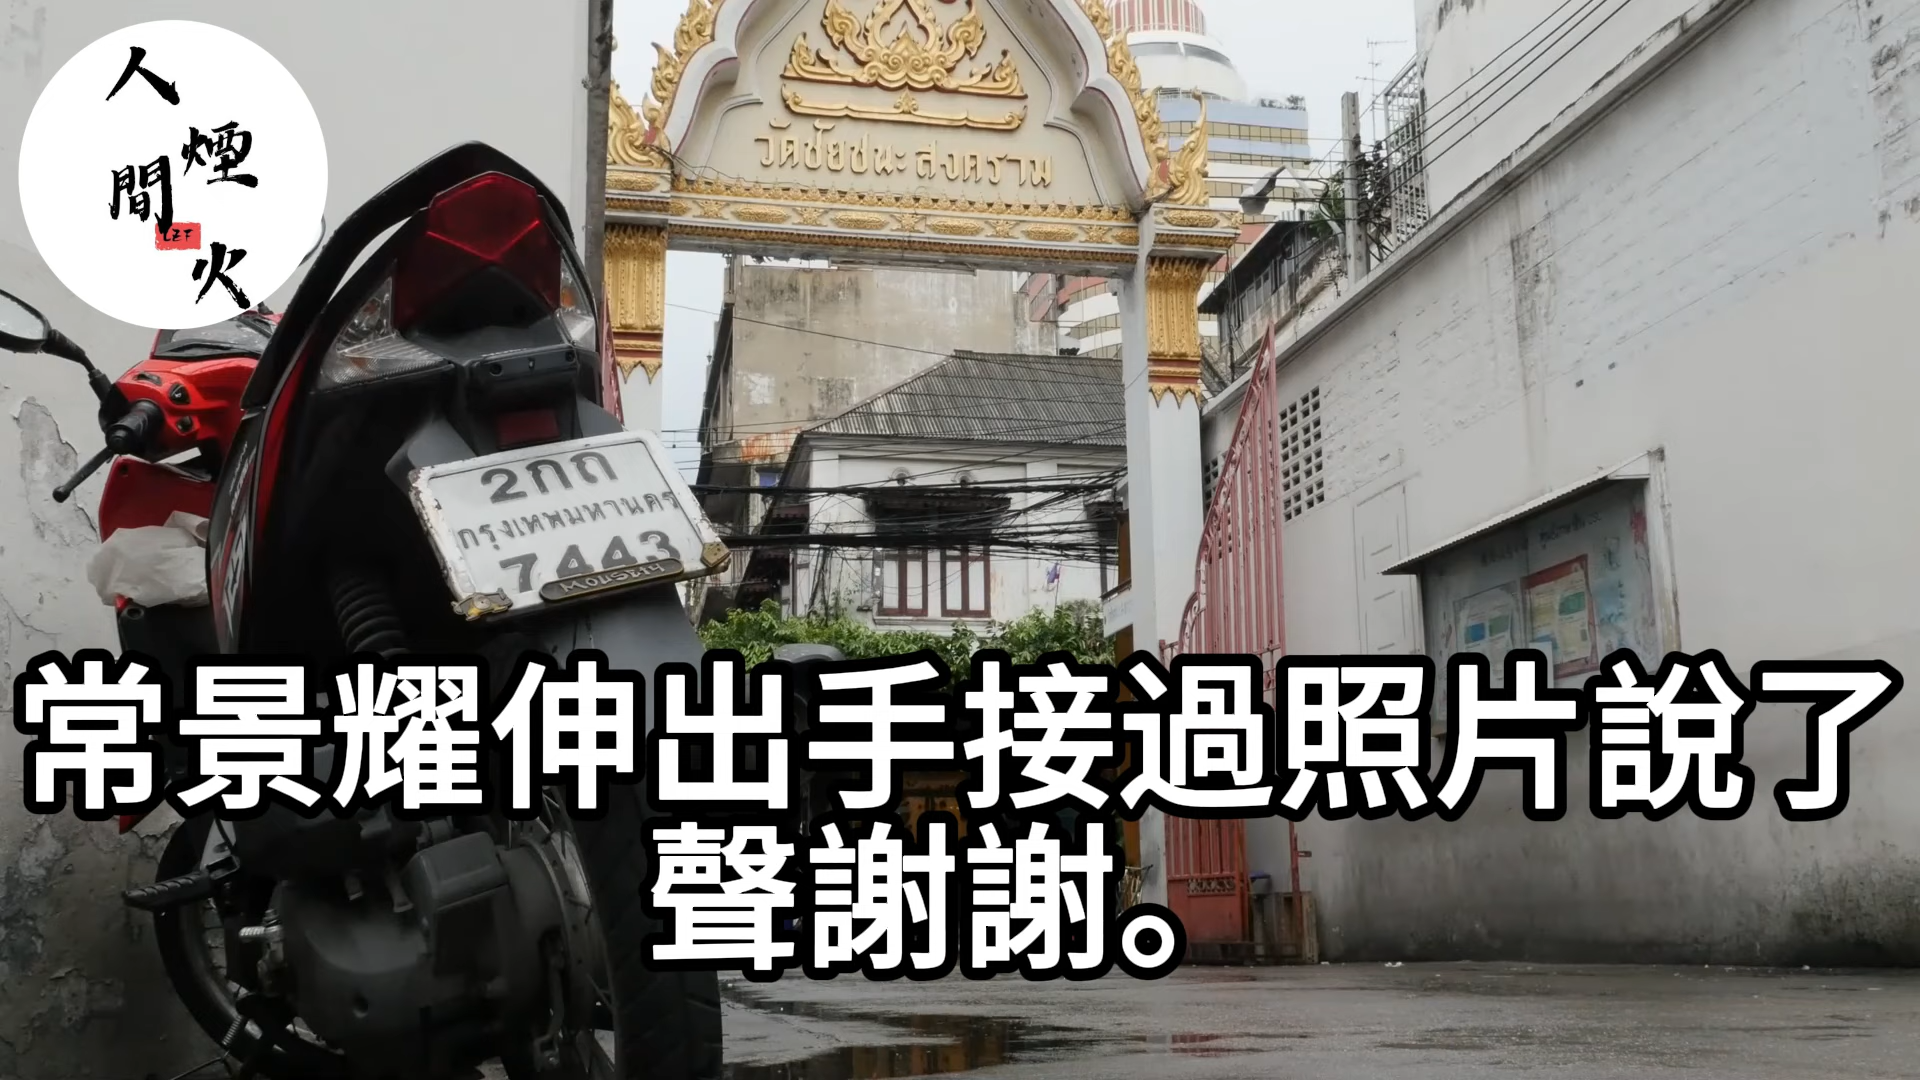 人間煙火
LZF
วัดชัยชนะสงคราม
2กถ
กรุงเทพมหานคร
7443
常景耀伸出手接過照片說了
聲謝謝。